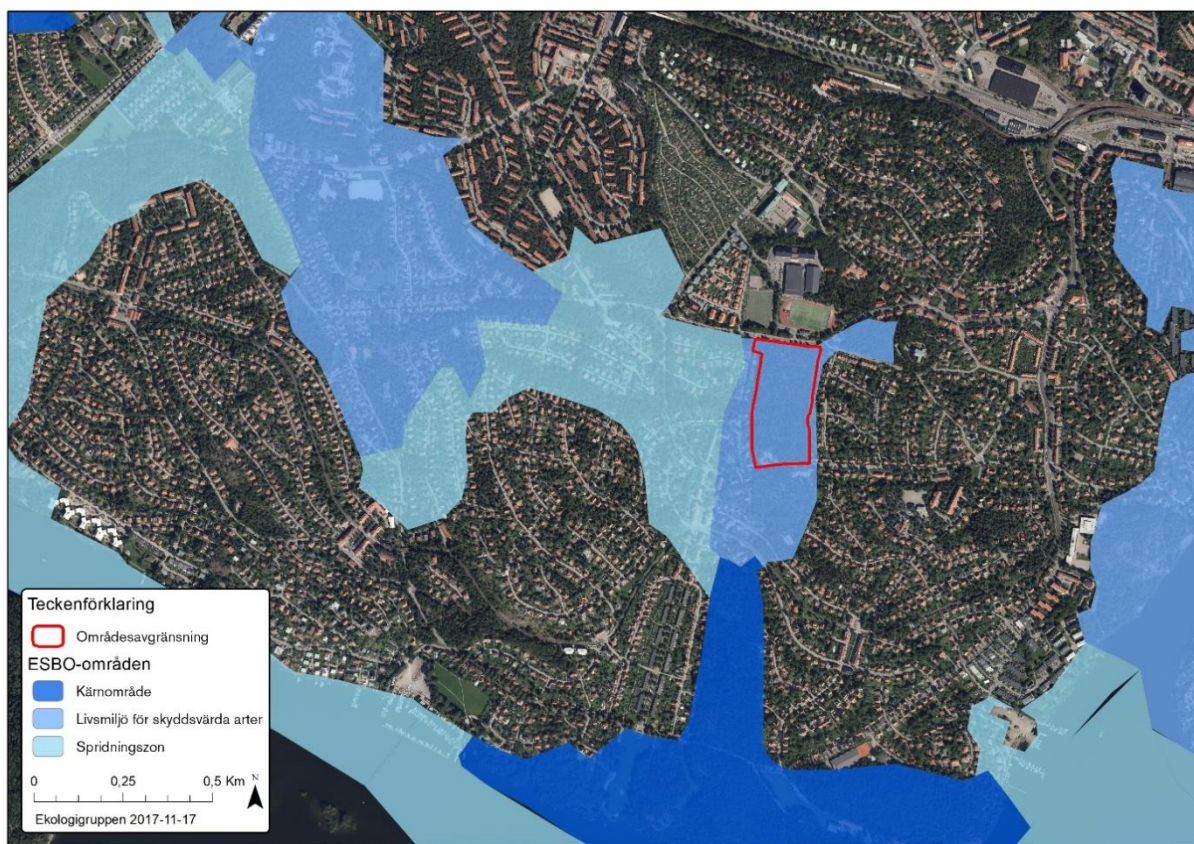 Teckenförklaring
Områdesavgränsning
ESBO-områden
Kärnområde
Livsmiljö för skyddsvärda arter
Spridningszon
0 0,25 0,5 Km N
Ekologigruppen 2017-11-17